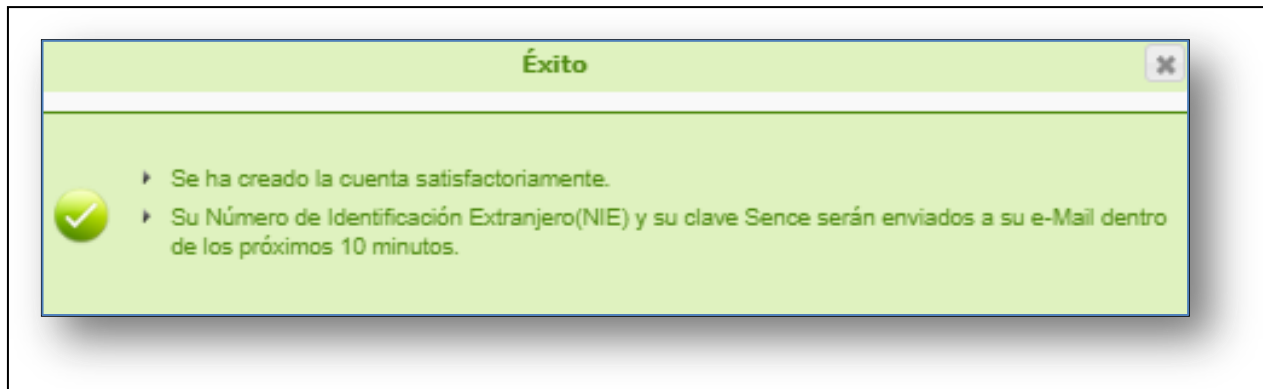 Éxito
Se ha creado la cuenta satisfactoriamente.
Su Número de Identificación Extranjero(NIE) y su clave Sence serán enviados a su e-Mail dentro
de los próximos 10 minutos.